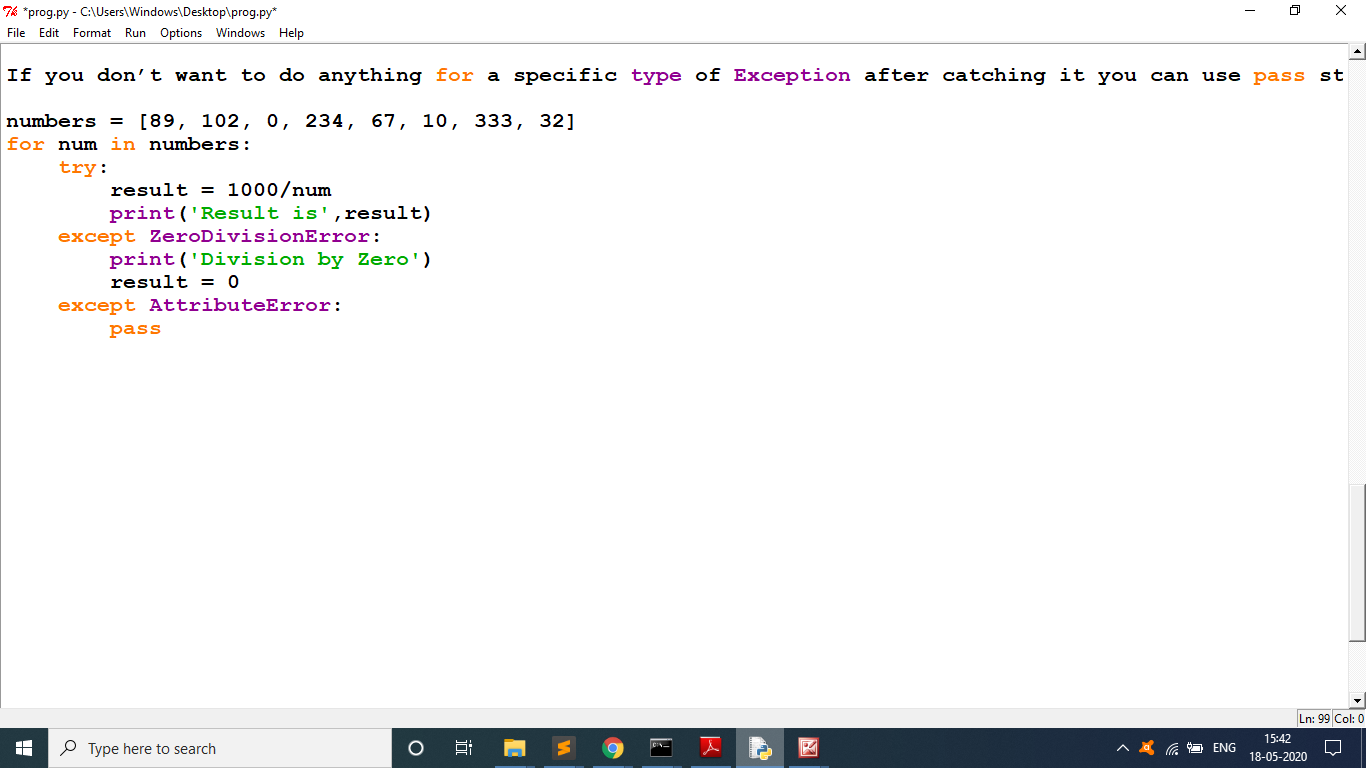 *prog.py - C:\Users\Windows\Desktop\prog.py*
File Edit Format Run Options Windows Help
If you don’t want to do anything for a specific type of Exception after catching it you can use pass st
numbers = [89, 102, 0, 234, 67, 10, 333, 32]
for num in numbers:
    try:
        result = 1000/num
        print('Result is',result)
    except ZeroDivisionError:
        print('Division by Zero')
        result = 0
    except AttributeError:
        pass
Ln: 99 Col: 0
Type here to search
ENG
15:42
18-05-2020